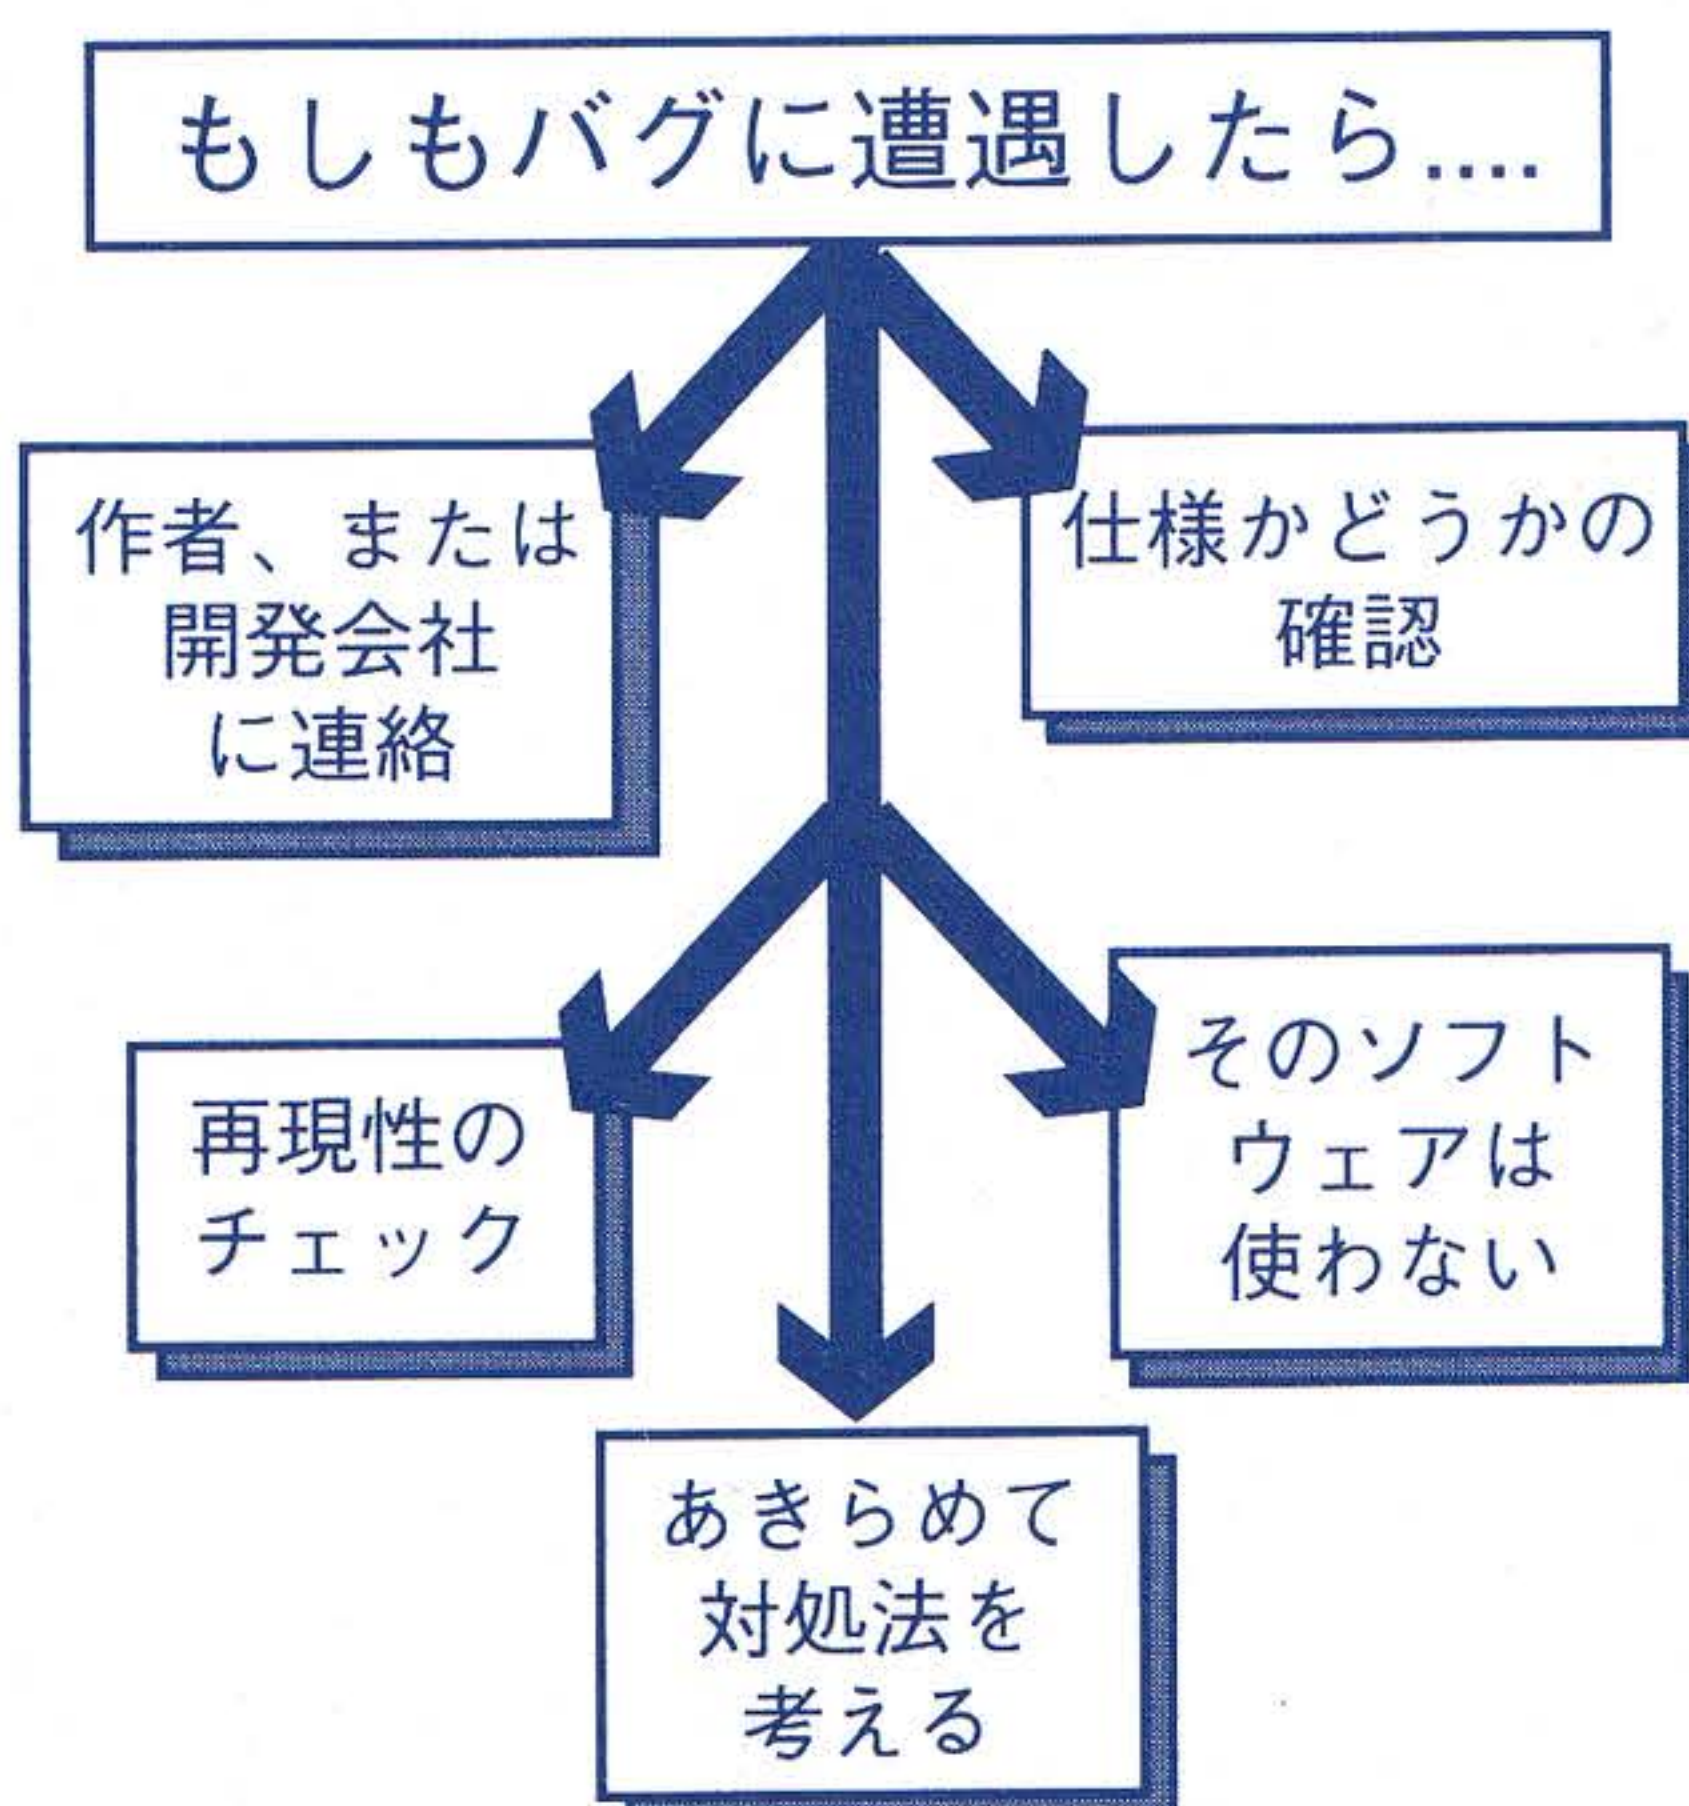 もしもバグに遭遇したら....
作者、または
開発会社
に連絡
仕様かどうかの
確認
再現性の
チェック
そのソフト
ウェアは
使わない
あきらめて
対処法を
考える